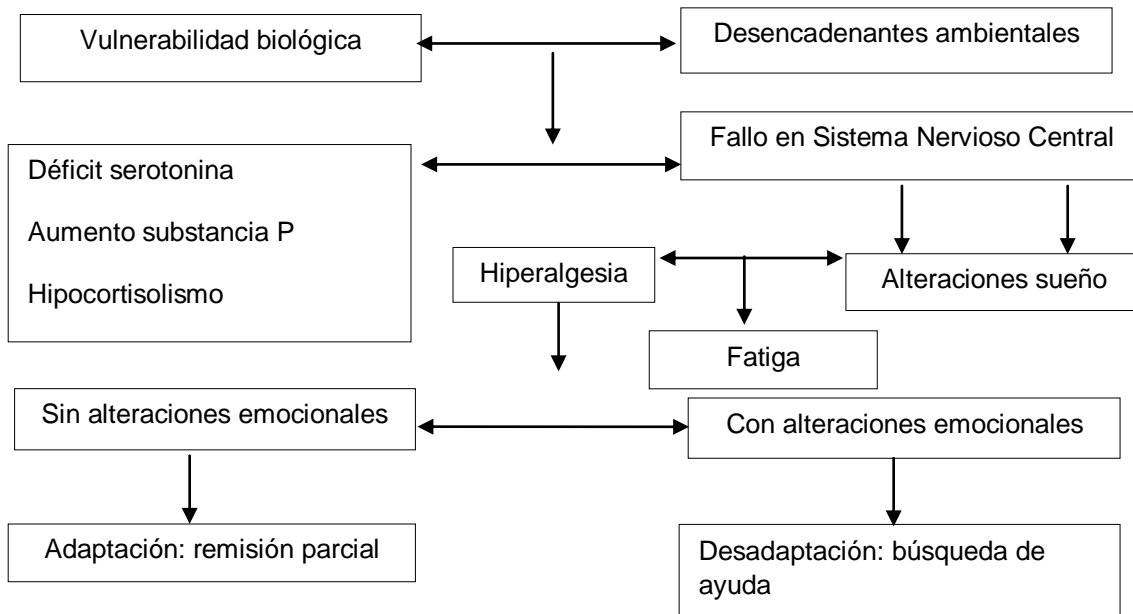 Vulnerabilidad biológica
Desencadenantes ambientales
Fallo en Sistema Nervioso Central
Déficit serotonina
Aumento substancia P
Hipocortisolismo
Hiperalgesia
Alteraciones sueño
Fatiga
Sin alteraciones emocionales
Con alteraciones emocionales
Adaptación: remisión parcial
Desadaptación: búsqueda de
ayuda